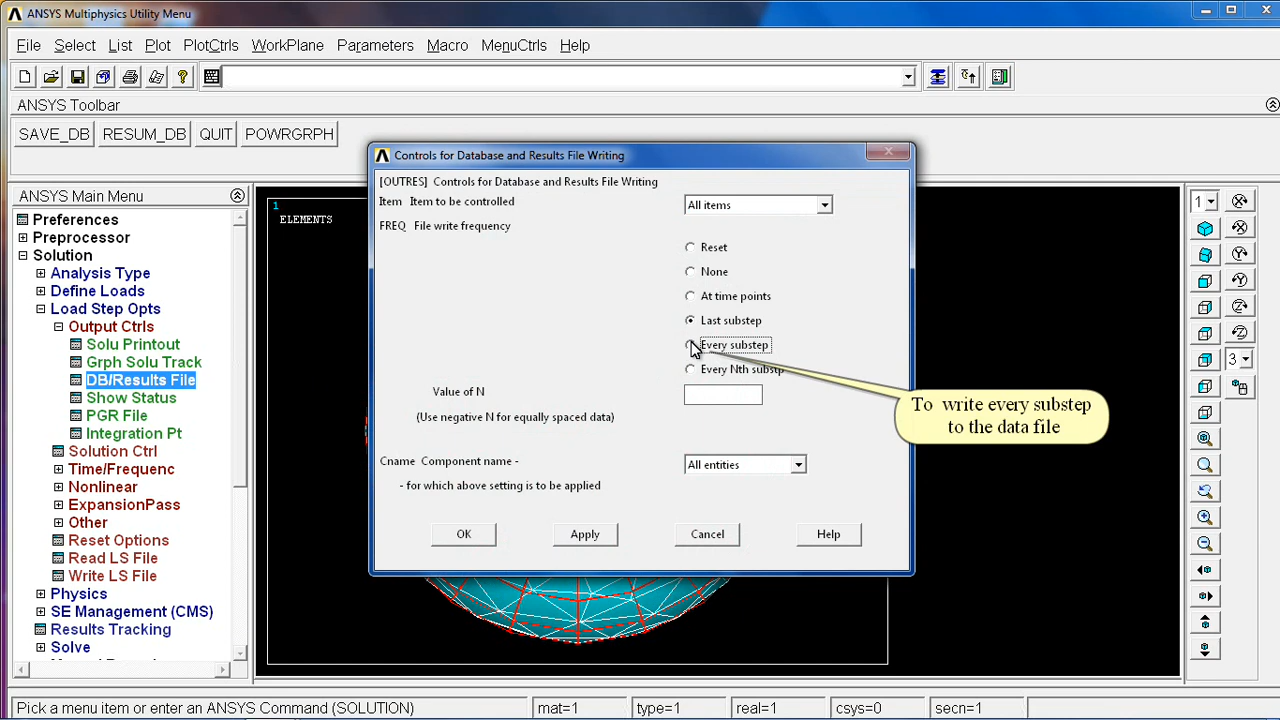 ANSYS Multiphysics Utility Menu
File Select List Plot PlotCtrls WorkPlane Parameters Macro MenuCtrls Help
ANSYS Toolbar
SAVE_DB RESUM_DB QUIT POWRGRPH
ANSYS Main Menu
Preferences
Preprocessor
Solution
Analysis Type
Define Loads
Load Step Opts
Output Ctrls
Solu Printout
Grph Solu Track
DB/Results File
Show Status
PGR File
Integration Pt
Solution Ctrl
Time/Frequenc
Nonlinear
ExpansionPass
Other
Reset Options
Read LS File
Write LS File
Physics
SE Management (CMS)
Results Tracking
Solve
1
ELEMENTS
Controls for Database and Results File Writing
[OUTRES] Controls for Database and Results File Writing
Item Item to be controlled
All items
FREQ File write frequency
Reset
None
At time points
Last substep
Every substep
Every Nth substp
Value of N
(Use negative N for equally spaced data)
Cname Component name -
All entities
- for which above setting is to be applied
OK Apply Cancel Help
To write every substep
to the data file
1
3
Pick a menu item or enter an ANSYS Command (SOLUTION) mat=1 type=1 real=1 csys=0 secn=1